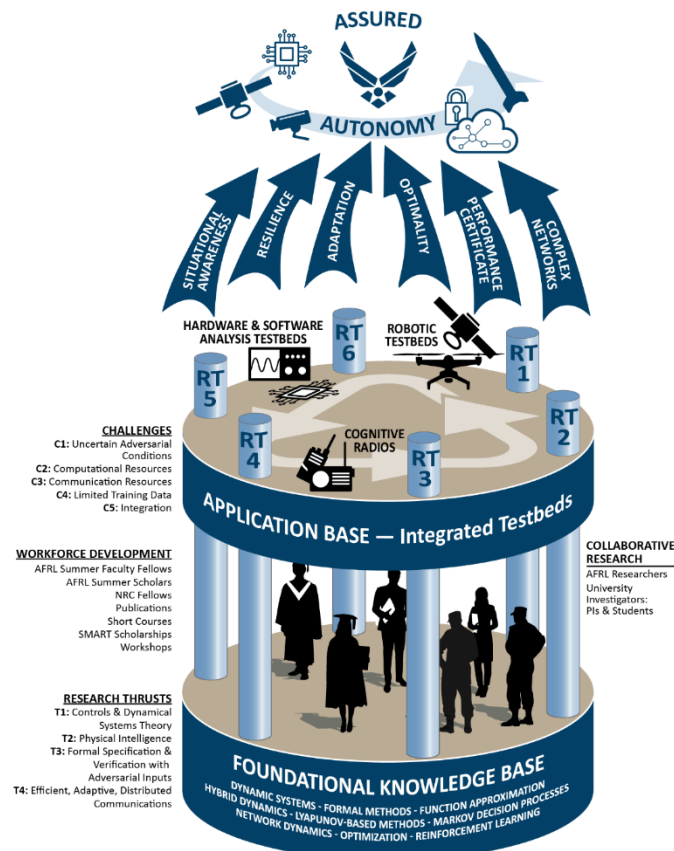 ASSURED
AUTONOMY
SITUATIONAL
AWARENESS
RESILIENCE
ADAPTATION
OPTIMALITY
PERFORMANCE
CERTIFICATE
COMPLEX
NETWORKS
HARDWARE & SOFTWARE
ANALYSIS TESTBEDS
RT
6
ROBOTIC
TESTBEDS
RT
1
RT
5
RT
2
RT
4
COGNITIVE
RADIOS
RT
3
CHALLENGES
C1: Uncertain Adversarial
Conditions
C2: Computational Resources
C3: Communication Resources
C4: Limited Training Data
C5: Integration
APPLICATION BASE — Integrated Testbeds
WORKFORCE DEVELOPMENT
AFRL Summer Faculty Fellows
AFRL Summer Scholars
NRC Fellows
Publications
Short Courses
SMART Scholarships
Workshops
COLLABORATIVE
RESEARCH
AFRL Researchers
University
Investigators:
PIs & Students
RESEARCH THRUSTS
T1: Controls & Dynamical
Systems Theory
T2: Physical Intelligence
T3: Formal Specification &
Verification with
Adversarial Inputs
T4: Efficient, Adaptive, Distributed
Communications
FOUNDATIONAL KNOWLEDGE BASE
DYNAMIC SYSTEMS - FORMAL METHODS - FUNCTION APPROXIMATION
HYBRID DYNAMICS - LYAPUNOV-BASED METHODS - MARKOV DECISION PROCESSES
NETWORK DYNAMICS - OPTIMIZATION - REINFORCEMENT LEARNING